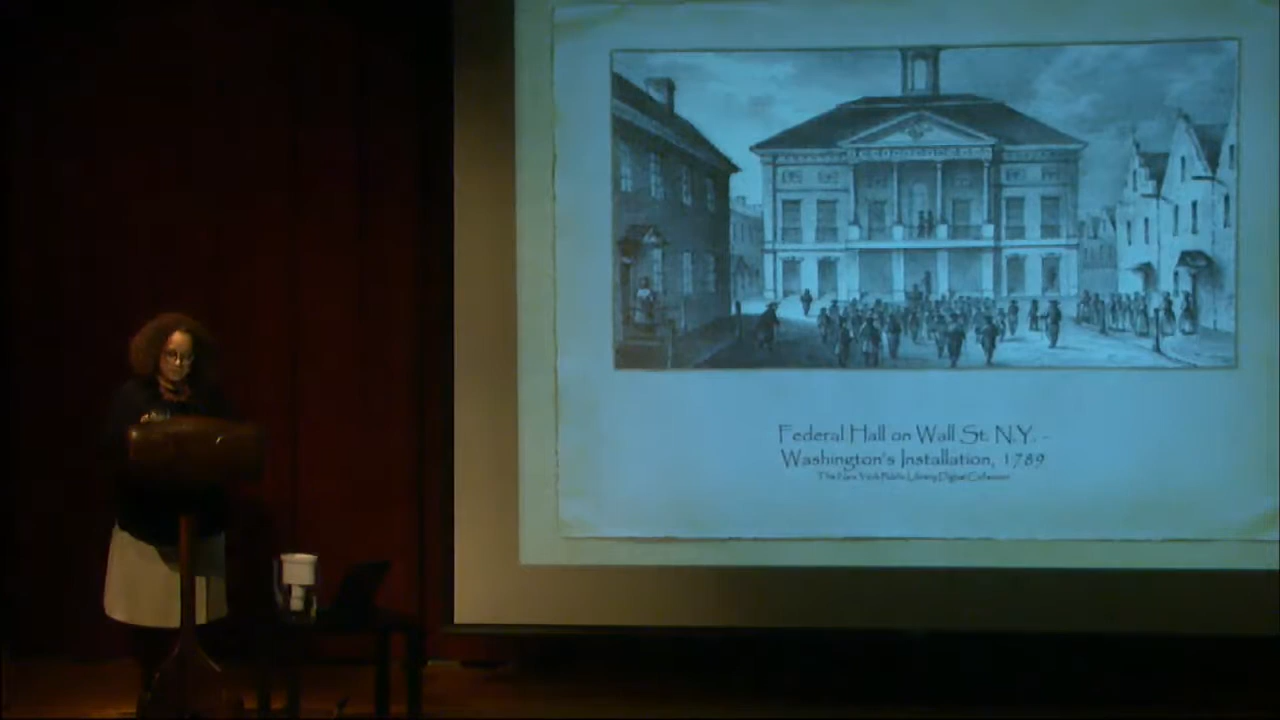 Federal Hall on Wall St. N.Y. -
Washington's Installation, 1789
The New York Public Library Digital Collection